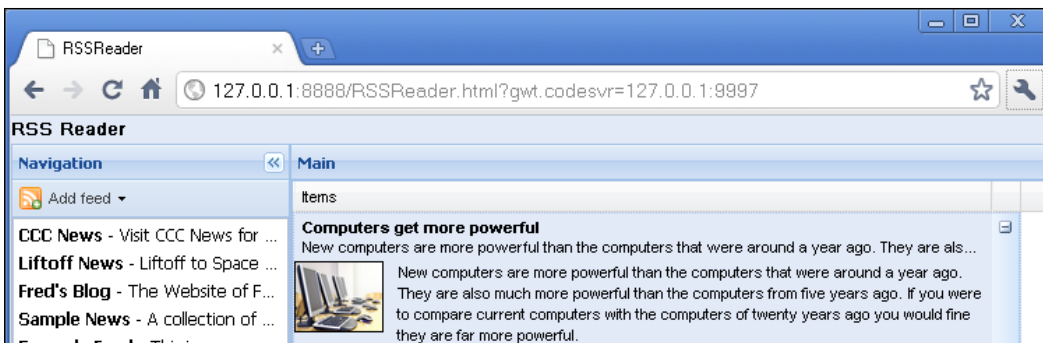 RSSReader
127.0.0.1:8888/RSSReader.html?gwt.codesvr=127.0.0.1:9997
RSS Reader
Navigation
Main
Add feed
Items
CCC News - Visit CCC News for ...
Liftoff News - Liftoff to Space ...
Fred's Blog - The Website of F...
Sample News - A collection of ...
Computers get more powerful
New computers are more powerful than the computers that were around a year ago. They are als...
New computers are more powerful than the computers that were around a year ago.
They are also much more powerful than the computers from five years ago. If you were
to compare current computers with the computers of twenty years ago you would fine
they are far more powerful.